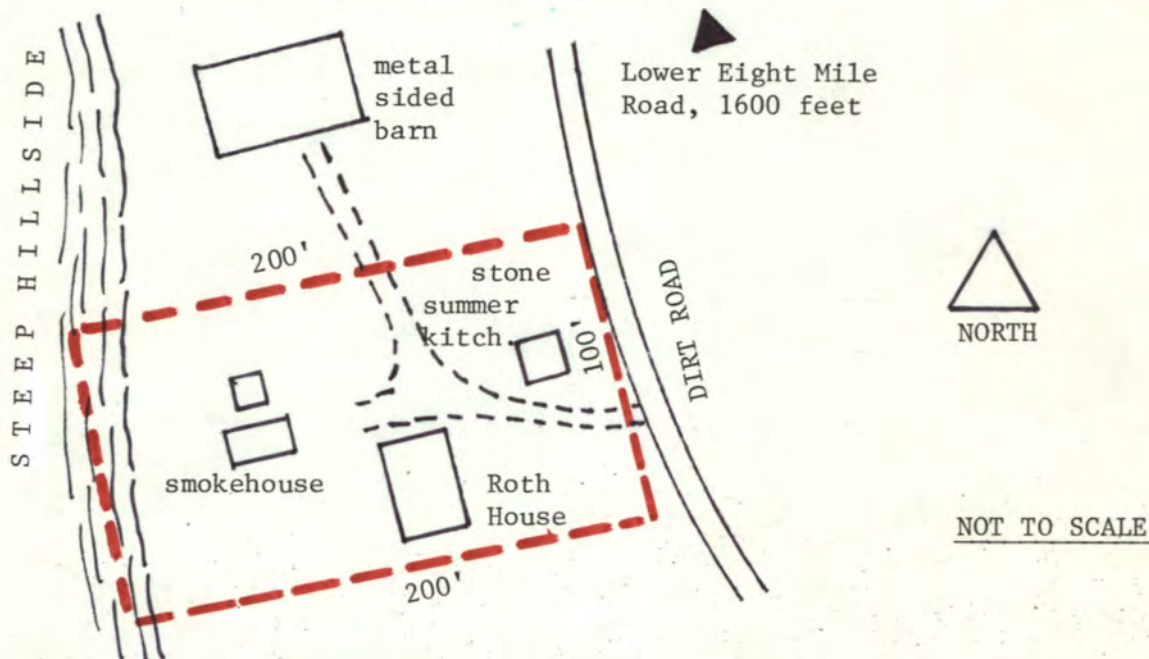 STEEP HILLSIDE
metal
sided
barn
Lower Eight Mile
Road, 1600 feet
200'
stone
summer
kitch.
100'
DIRT ROAD
NORTH
smokehouse
Roth
House
NOT TO SCALE
200'